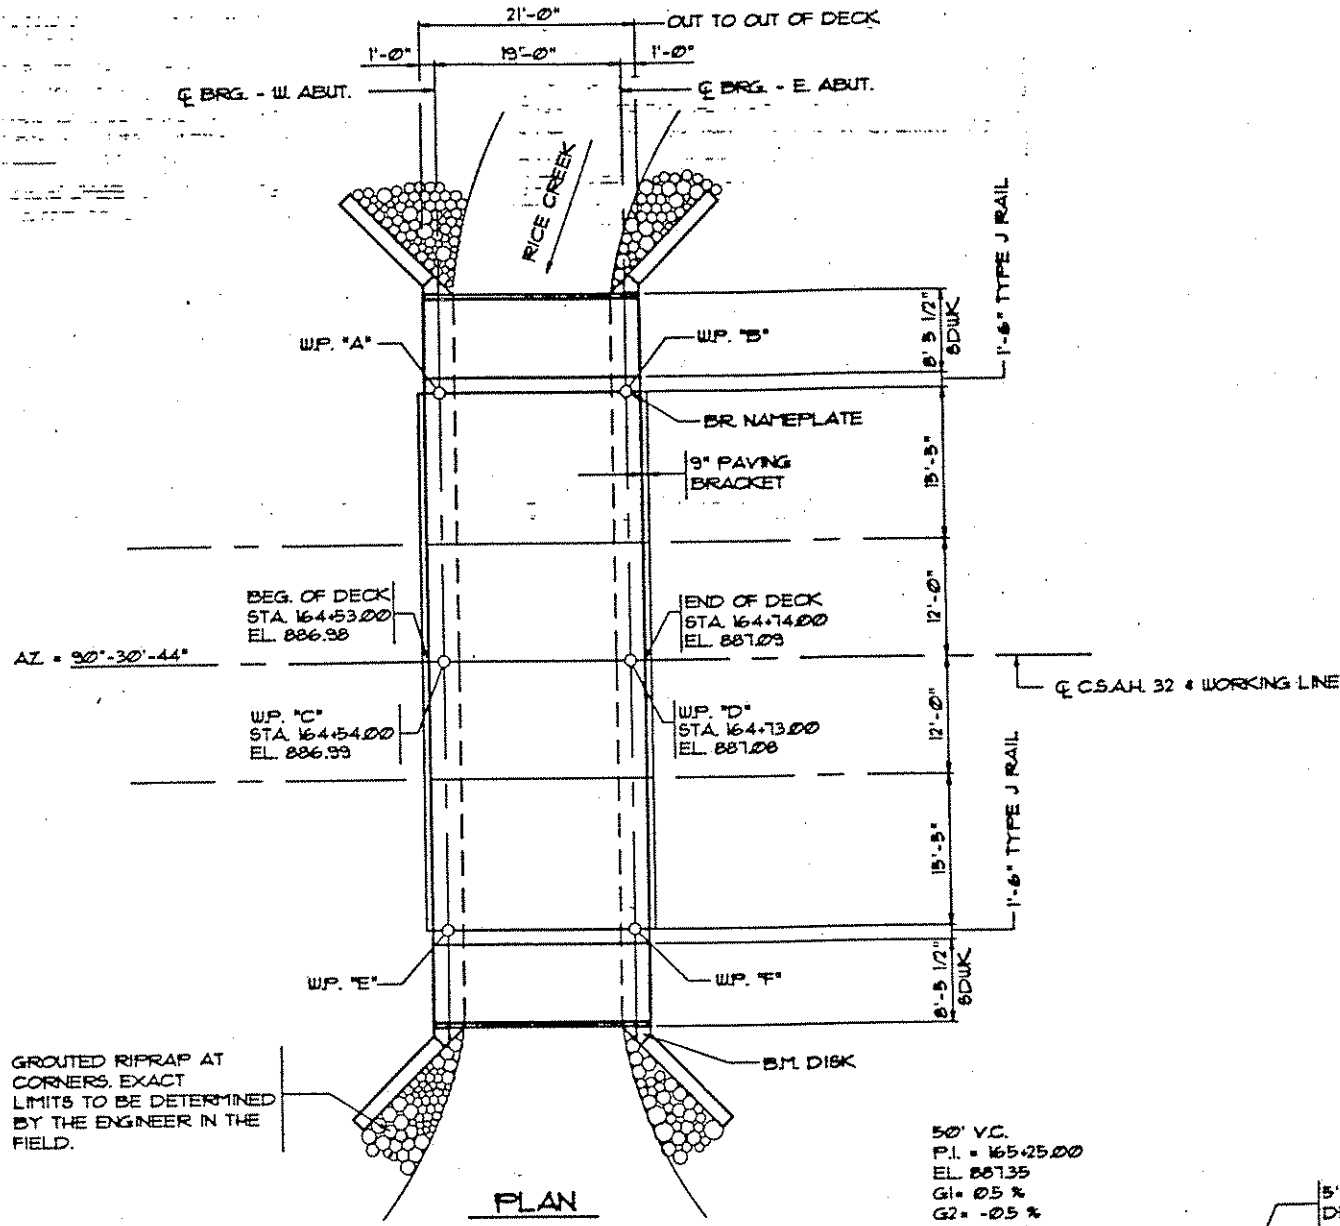 21'-0"
OUT TO OUT OF DECK
1'-0"
19'-0"
1'-0"
℄ BRG. - W. ABUT.
℄ BRG. - E. ABUT.
RICE CREEK
1'-6" TYPE J RAIL
8' 5 1/2"
SDWK
W.P. "A"
W.P. "B"
BR. NAMEPLATE
9" PAVING
BRACKET
13'-3"
12'-0"
BEG. OF DECK
STA. 164+53.00
EL. 886.98
END OF DECK
STA. 164+74.00
EL. 887.09
AZ. = 90°-30'-44"
℄ C.S.A.H. 32 & WORKING LINE
W.P. "C"
STA. 164+54.00
EL. 886.99
W.P. "D"
STA. 164+73.00
EL. 887.08
12'-0"
13'-3"
1'-6" TYPE J RAIL
W.P. "E"
W.P. "F"
8'-5 1/2"
SDWK
B.M. DISK
GROUTED RIPRAP AT
CORNERS. EXACT
LIMITS TO BE DETERMINED
BY THE ENGINEER IN THE
FIELD.
PLAN
50' V.C.
P.I. = 165+25.00
EL. 887.35
G1= 0.5 %
G2= -0.5 %